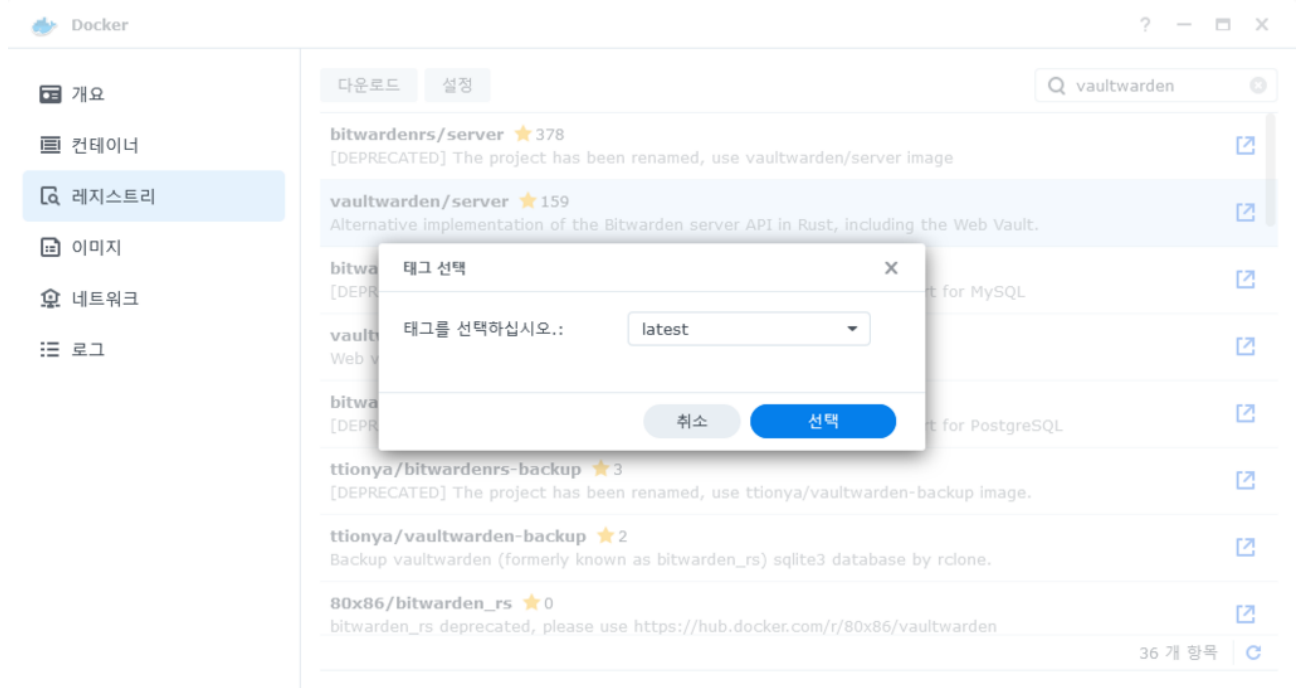 Docker
?
개요
컨테이너
레지스트리
이미지
네트워크
로그
다운로드 설정
vaultwarden
bitwardenrs/server 378
[DEPRECATED] The project has been renamed, use vaultwarden/server image
vaultwarden/server 159
Alternative implementation of the Bitwarden server API in Rust, including the Web Vault.
bitwa
[DEPR rt for MySQL
vaultw
Web v
bitwa
[DEPR rt for PostgreSQL
태그 선택
태그를 선택하십시오.: latest
취소 선택
ttionya/bitwardenrs-backup 3
[DEPRECATED] The project has been renamed, use ttionya/vaultwarden-backup image.
ttionya/vaultwarden-backup 2
Backup vaultwarden (formerly known as bitwarden_rs) sqlite3 database by rclone.
80x86/bitwarden_rs 0
bitwarden_rs deprecated, please use https://hub.docker.com/r/80x86/vaultwarden
36 개 항목